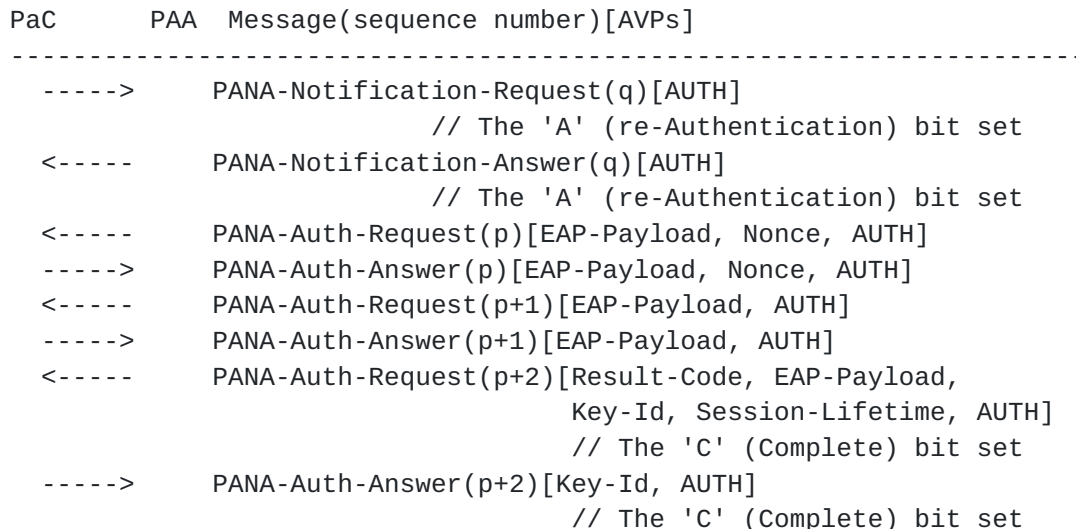 PaC      PAA  Message(sequence number)[AVPs]
---------------------------------------------------------------------
-----> PANA-Notification-Request(q)[AUTH]
// The 'A' (re-Authentication) bit set
<----- PANA-Notification-Answer(q)[AUTH]
// The 'A' (re-Authentication) bit set
<----- PANA-Auth-Request(p)[EAP-Payload, Nonce, AUTH]
-----> PANA-Auth-Answer(p)[EAP-Payload, Nonce, AUTH]
<----- PANA-Auth-Request(p+1)[EAP-Payload, AUTH]
-----> PANA-Auth-Answer(p+1)[EAP-Payload, AUTH]
<----- PANA-Auth-Request(p+2)[Result-Code, EAP-Payload,
Key-Id, Session-Lifetime, AUTH]
// The 'C' (Complete) bit set
-----> PANA-Auth-Answer(p+2)[Key-Id, AUTH]
// The 'C' (Complete) bit set